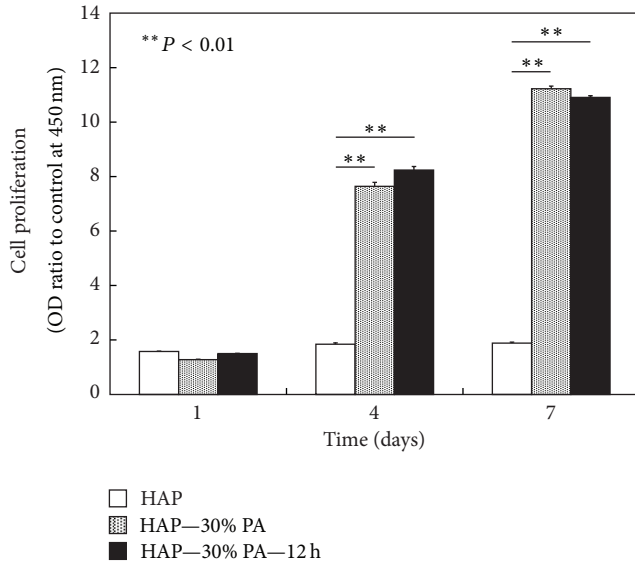 14
12
10
8
6
4
2
0
Cell proliferation
(OD ratio to control at 450 nm)
**P < 0.01
**
**
**
**
1
4
7
Time (days)
HAP
HAP—30% PA
HAP—30% PA—12 h